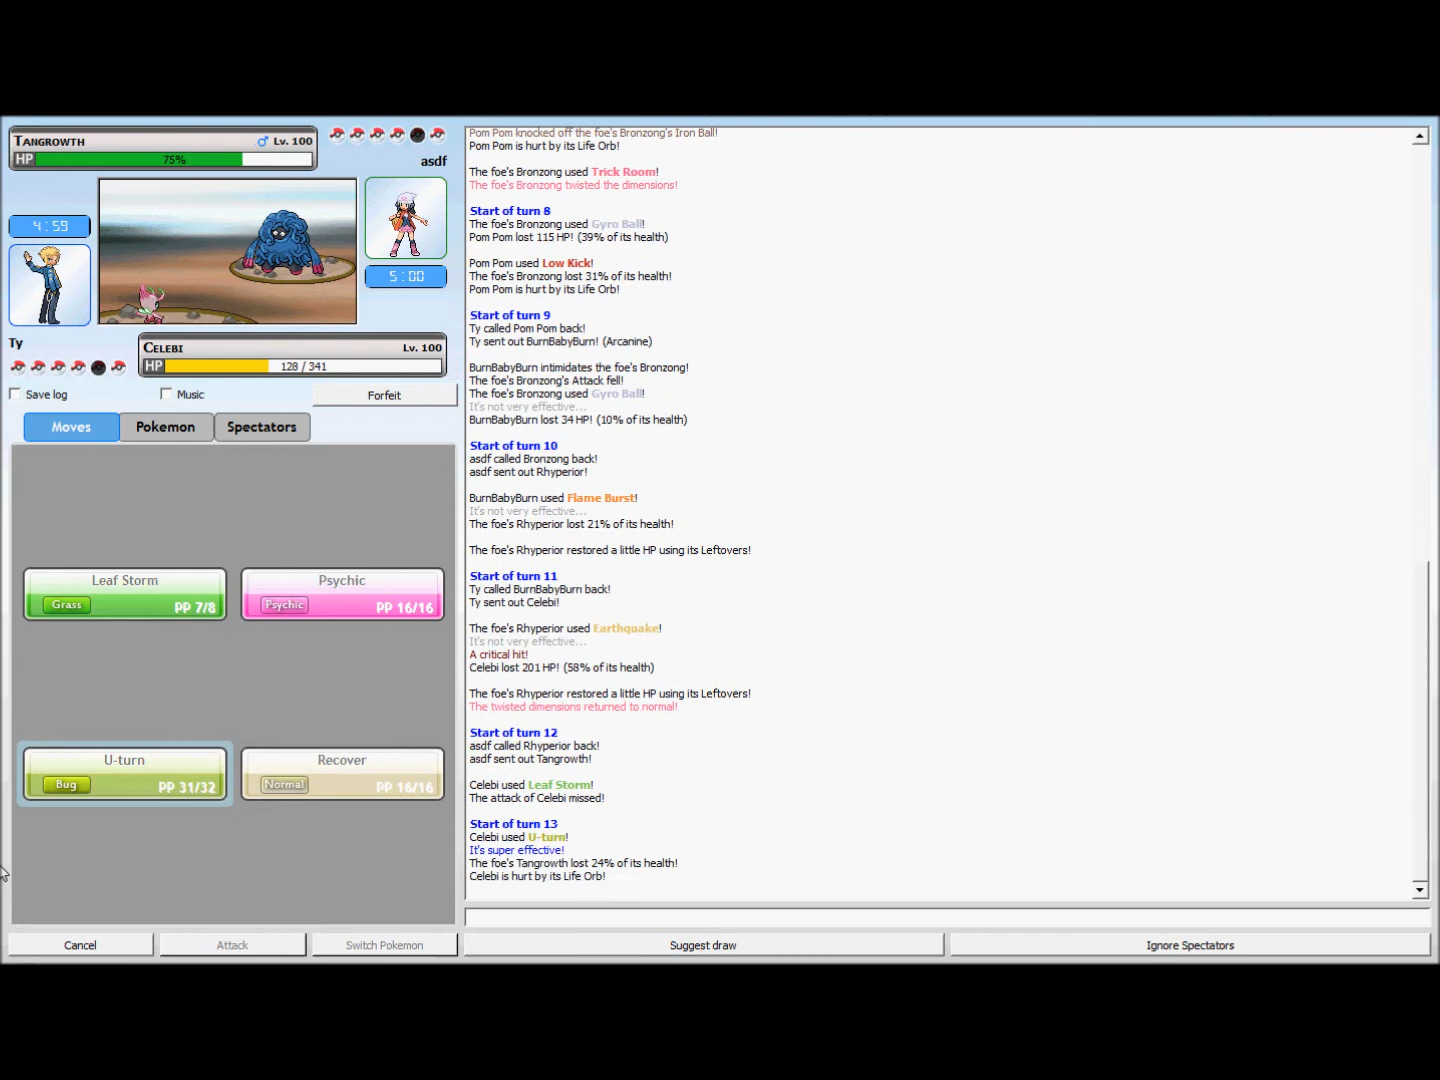 TANGROWTH ♂ Lv. 100
HP 75%
asdf
4:59
5:00
Ty
CELEBI Lv. 100
HP 128 / 341
Save log
Music
Forfeit
Moves
Pokemon
Spectators
Leaf Storm
Grass PP 7/8
Psychic
Psychic PP 16/16
U-turn
Bug PP 31/32
Recover
Normal PP 16/16
Cancel
Attack
Switch Pokemon
Pom Pom knocked off the foe's Bronzong's Iron Ball!
Pom Pom is hurt by its Life Orb!
The foe's Bronzong used Trick Room!
The foe's Bronzong twisted the dimensions!
Start of turn 8
The foe's Bronzong used Gyro Ball!
Pom Pom lost 115 HP! (39% of its health)
Pom Pom used Low Kick!
The foe's Bronzong lost 31% of its health!
Pom Pom is hurt by its Life Orb!
Start of turn 9
Ty called Pom Pom back!
Ty sent out BurnBabyBurn! (Arcanine)
BurnBabyBurn intimidates the foe's Bronzong!
The foe's Bronzong's Attack fell!
The foe's Bronzong used Gyro Ball!
It's not very effective...
BurnBabyBurn lost 34 HP! (10% of its health)
Start of turn 10
asdf called Bronzong back!
asdf sent out Rhyperior!
BurnBabyBurn used Flame Burst!
It's not very effective...
The foe's Rhyperior lost 21% of its health!
The foe's Rhyperior restored a little HP using its Leftovers!
Start of turn 11
Ty called BurnBabyBurn back!
Ty sent out Celebi!
The foe's Rhyperior used Earthquake!
It's not very effective...
A critical hit!
Celebi lost 201 HP! (58% of its health)
The foe's Rhyperior restored a little HP using its Leftovers!
The twisted dimensions returned to normal!
Start of turn 12
asdf called Rhyperior back!
asdf sent out Tangrowth!
Celebi used Leaf Storm!
The attack of Celebi missed!
Start of turn 13
Celebi used U-turn!
It's super effective!
The foe's Tangrowth lost 24% of its health!
Celebi is hurt by its Life Orb!
Suggest draw
Ignore Spectators